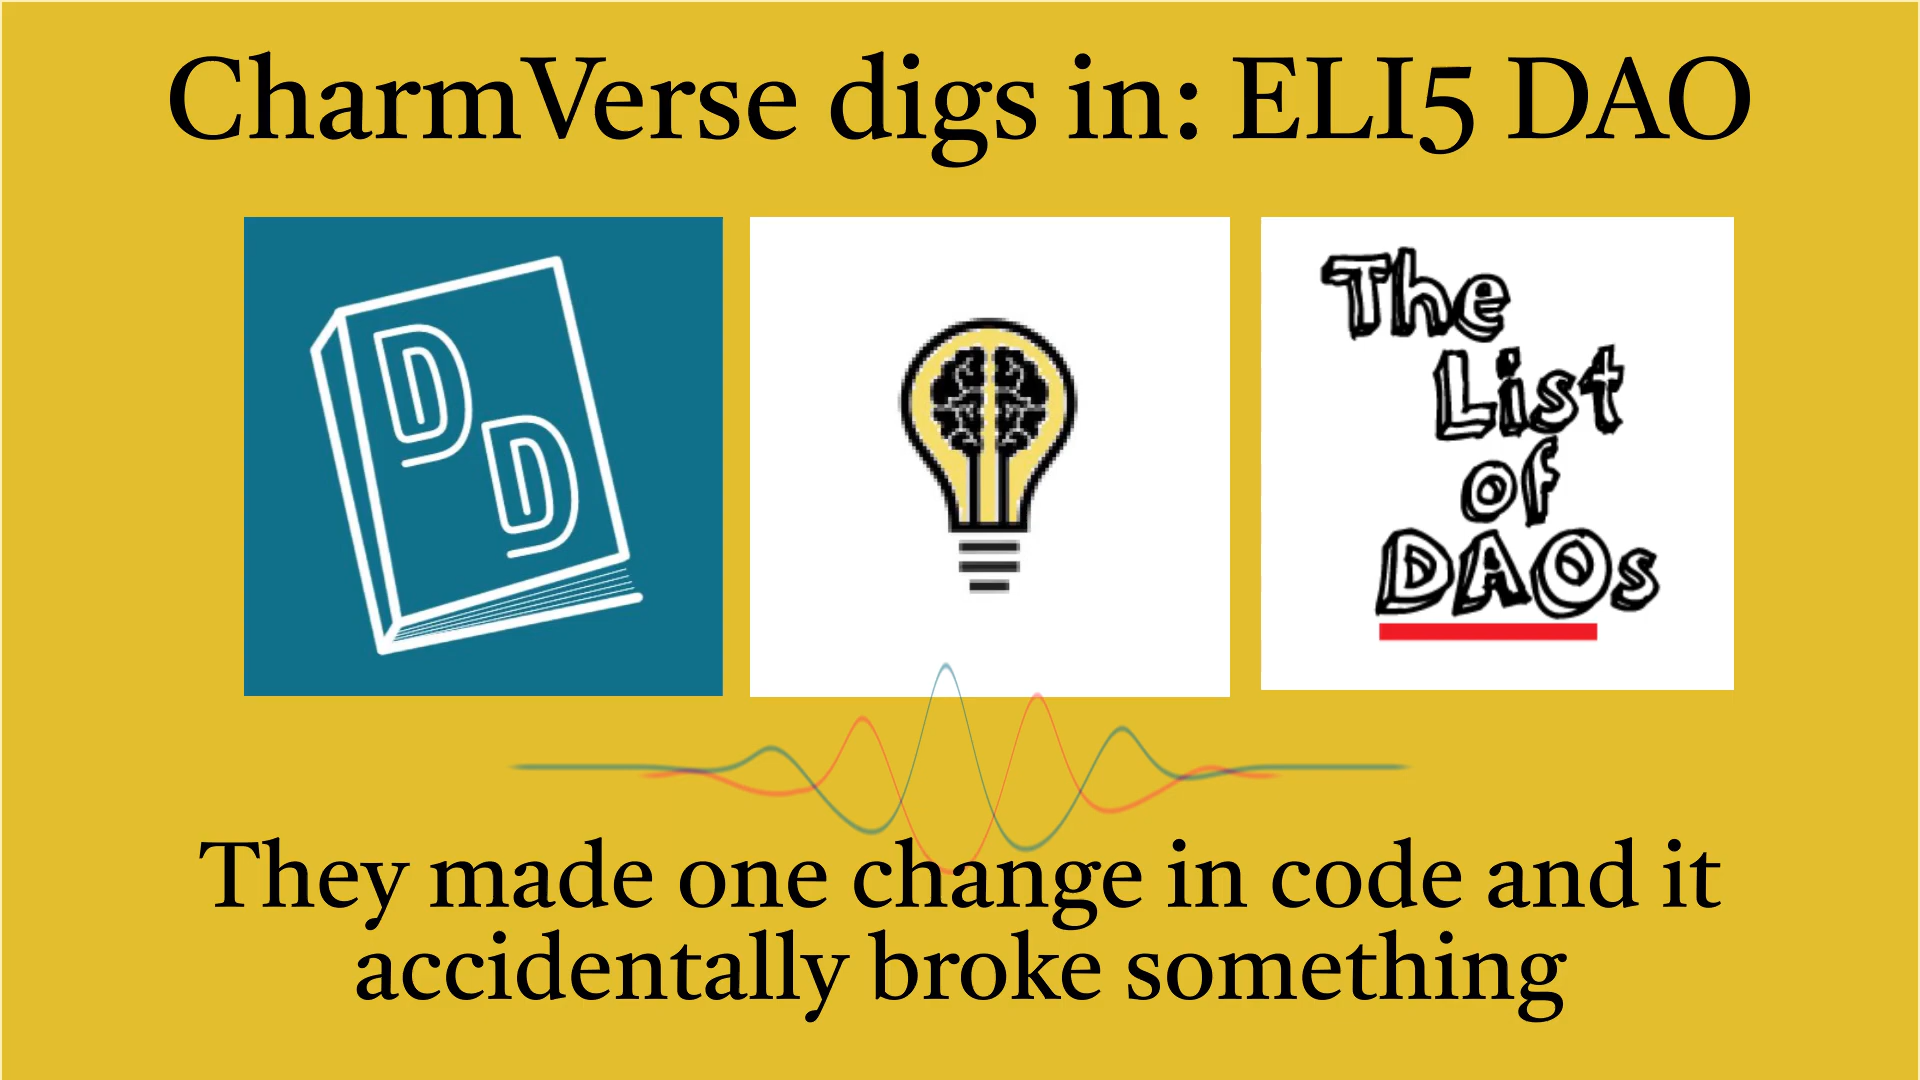 CharmVerse digs in: ELI5 DAO
D
D
The
List
of
DAOs
They made one change in code and it
accidentally broke something